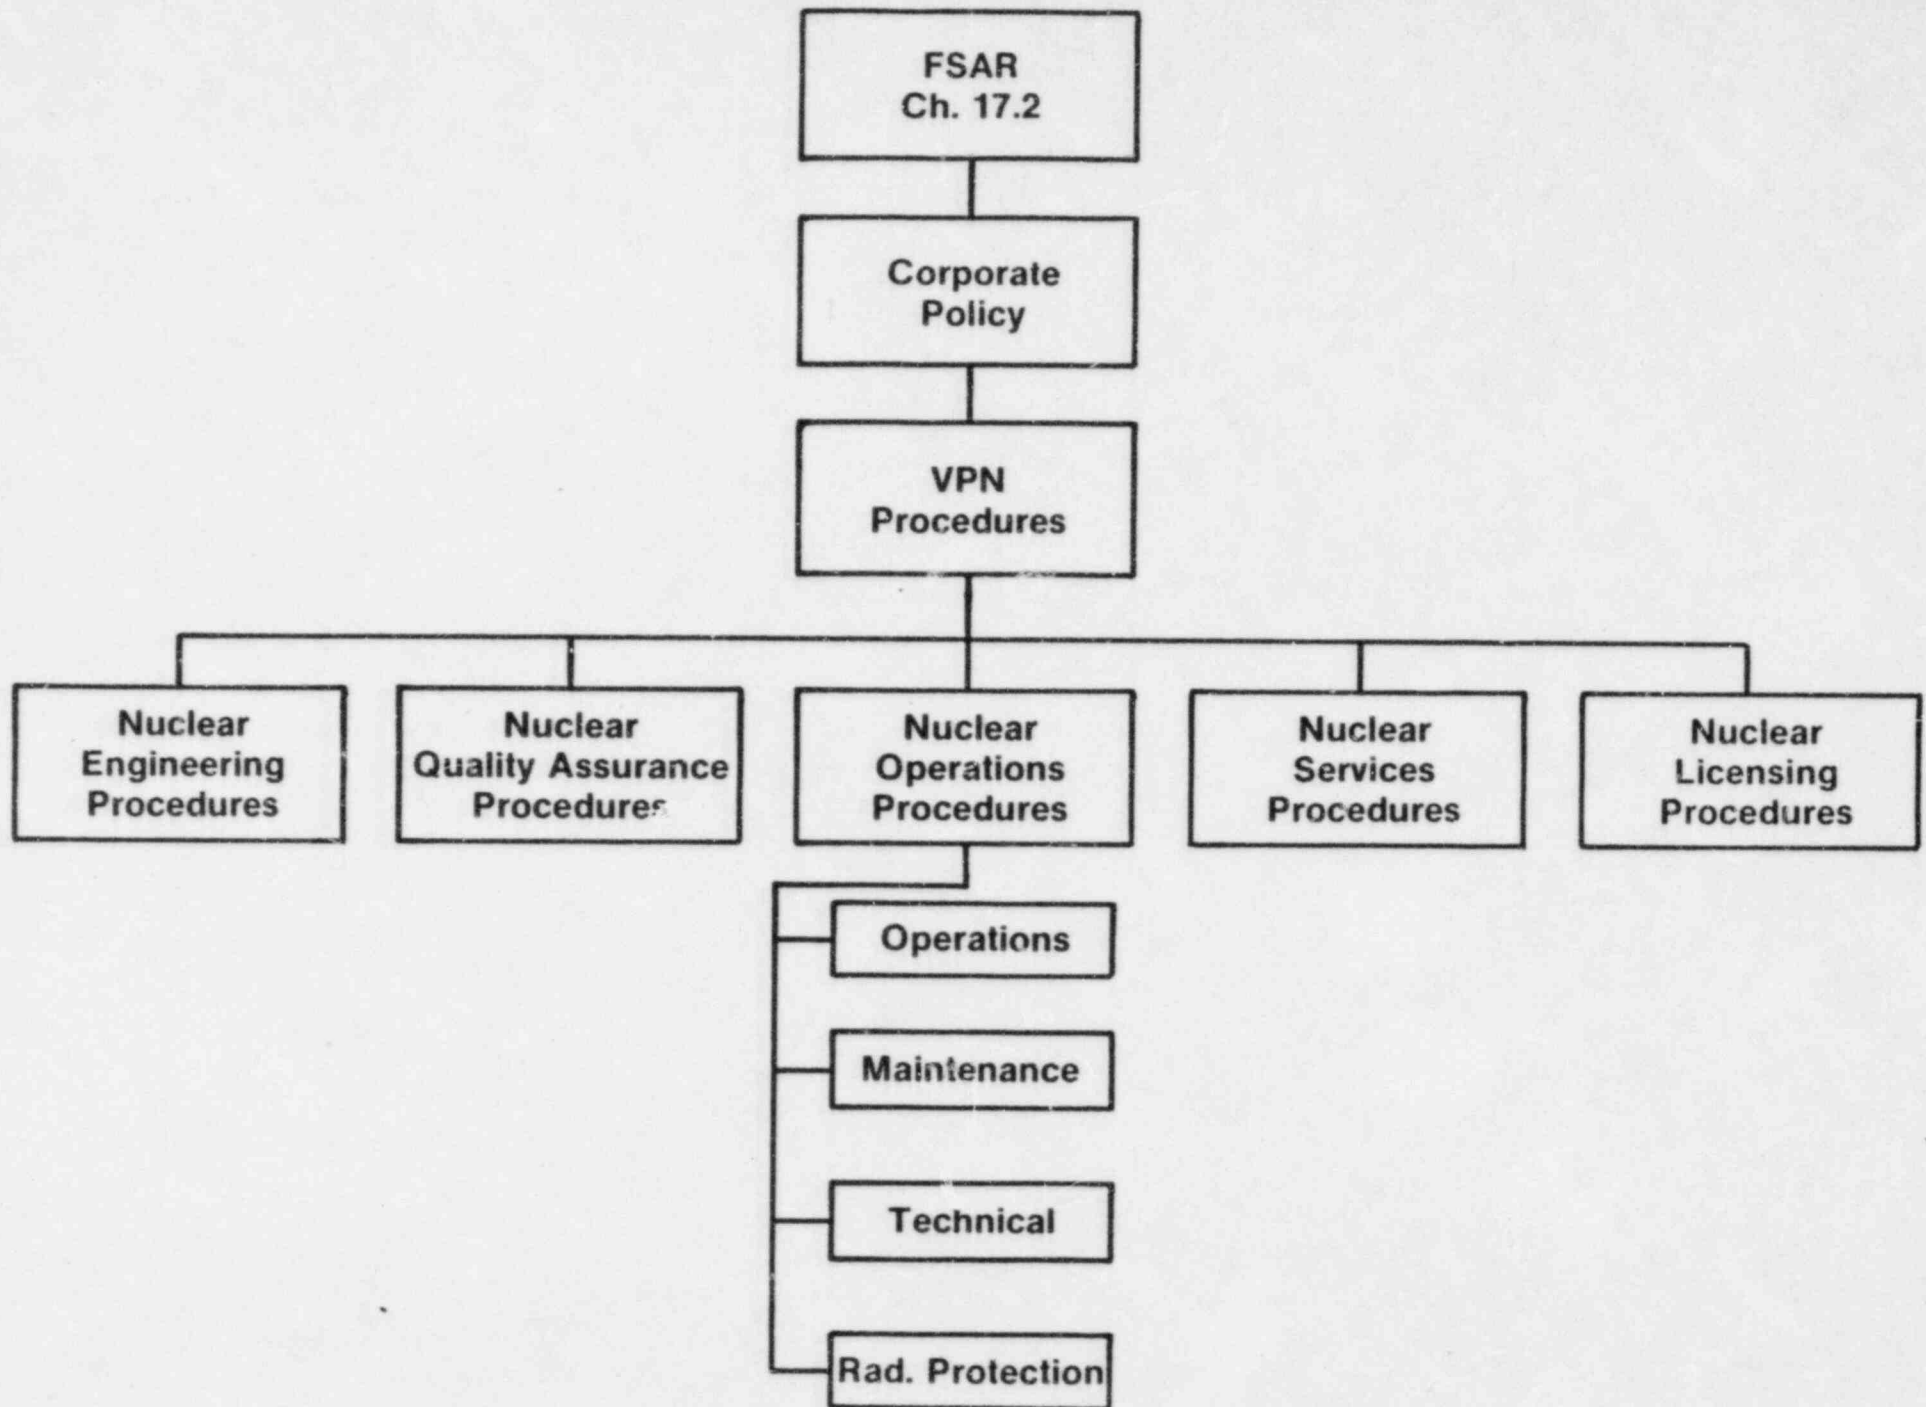 FSAR
Ch. 17.2
Corporate
Policy
VPN
Procedures
Nuclear
Engineering
Procedures
Nuclear
Quality Assurance
Procedures
Nuclear
Operations
Procedures
Nuclear
Services
Procedures
Nuclear
Licensing
Procedures
Operations
Maintenance
Technical
Rad. Protection